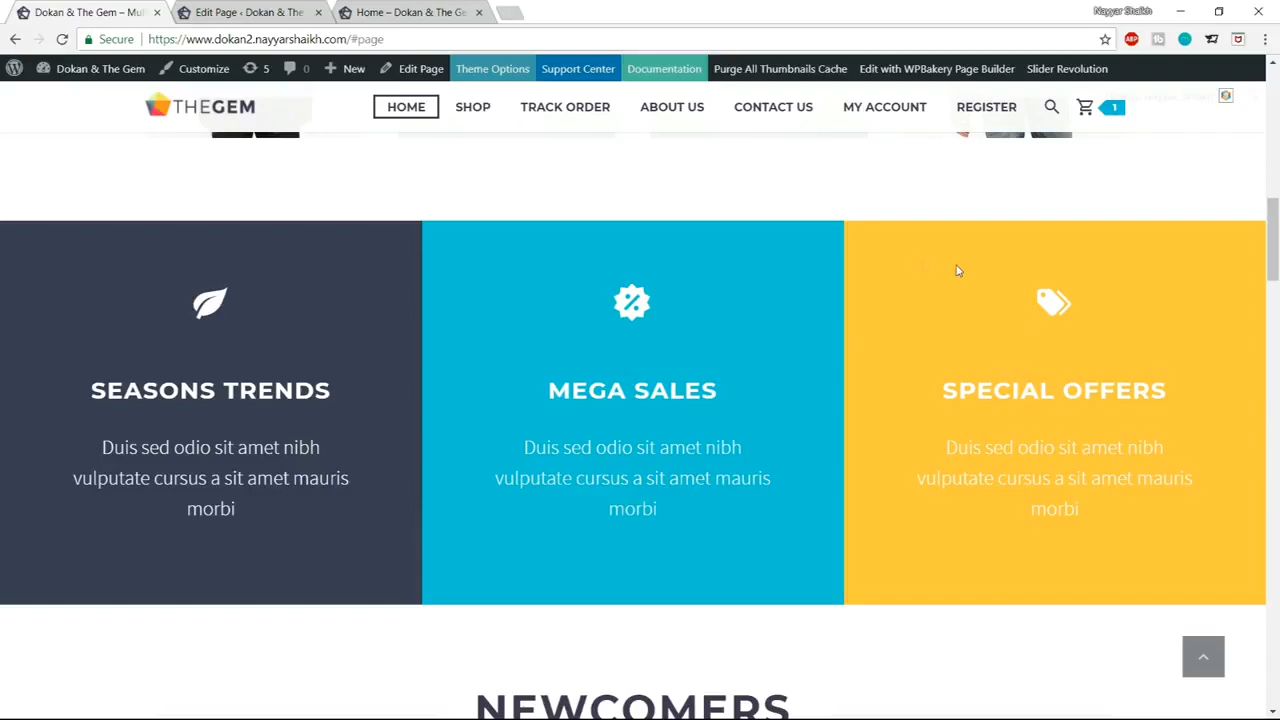 Dokan & The Gem – Mul
Edit Page ‹ Dokan & The
Home – Dokan & The Ge
Nayyar Shaikh
Secure
https://www.dokan2.nayyarshaikh.com/#page
ABP
Dokan & The Gem
Customize
5
0
New
Edit Page
Theme Options
Support Center
Documentation
Purge All Thumbnails Cache
Edit with WPBakery Page Builder
Slider Revolution
THEGEM
HOME
SHOP
TRACK ORDER
ABOUT US
CONTACT US
MY ACCOUNT
REGISTER
1
SEASONS TRENDS
Duis sed odio sit amet nibh
vulputate cursus a sit amet mauris
morbi
MEGA SALES
Duis sed odio sit amet nibh
vulputate cursus a sit amet mauris
morbi
SPECIAL OFFERS
Duis sed odio sit amet nibh
vulputate cursus a sit amet mauris
morbi
NEWCOMERS